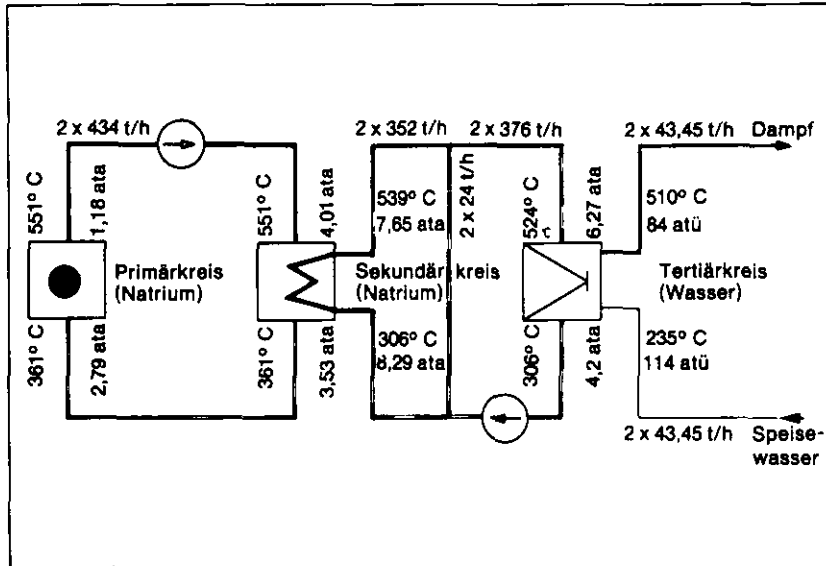 2 x 434 t/h
2 x 352 t/h
2 x 376 t/h
2 x 43,45 t/h
Dampf
551° C
1,18 ata
551° C
4,01 ata
539° C
7,65 ata
2 x 24 t/h
524° C
6,27 ata
510° C
84 atü
Primärkreis
(Natrium)
Sekundärkreis
(Natrium)
Tertiärkreis
(Wasser)
361° C
2,79 ata
361° C
3,53 ata
306° C
8,29 ata
306° C
4,2 ata
235° C
114 atü
2 x 43,45 t/h
Speise-
wasser